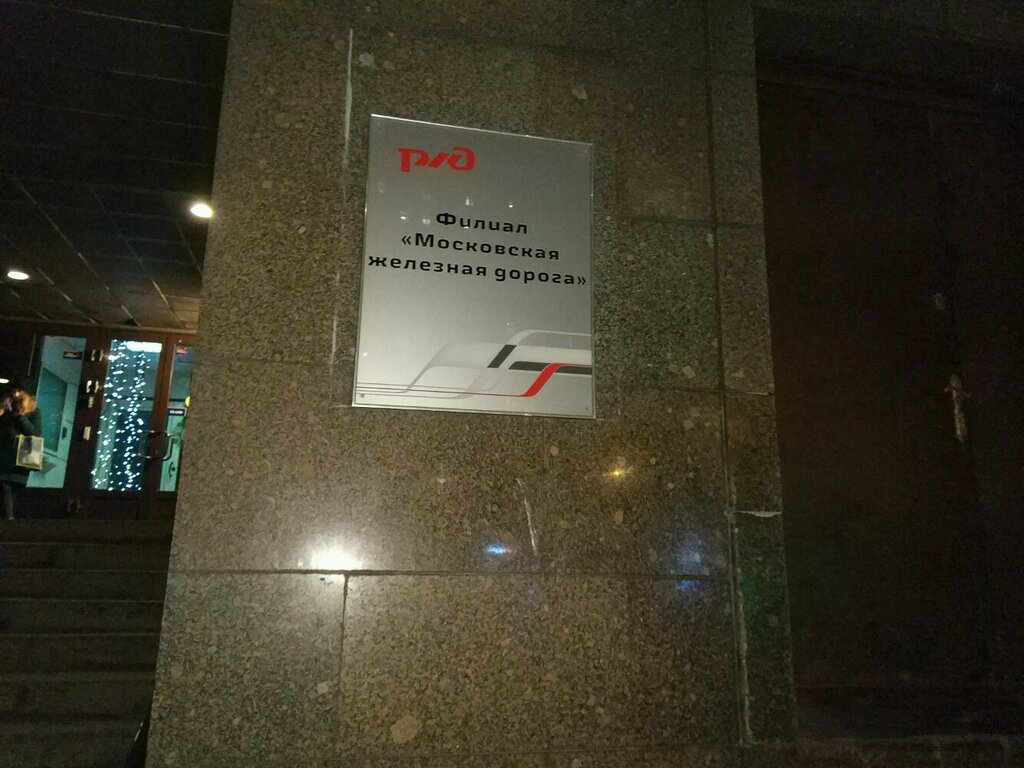 ржд
Филиал
«Московская
железная дорога»